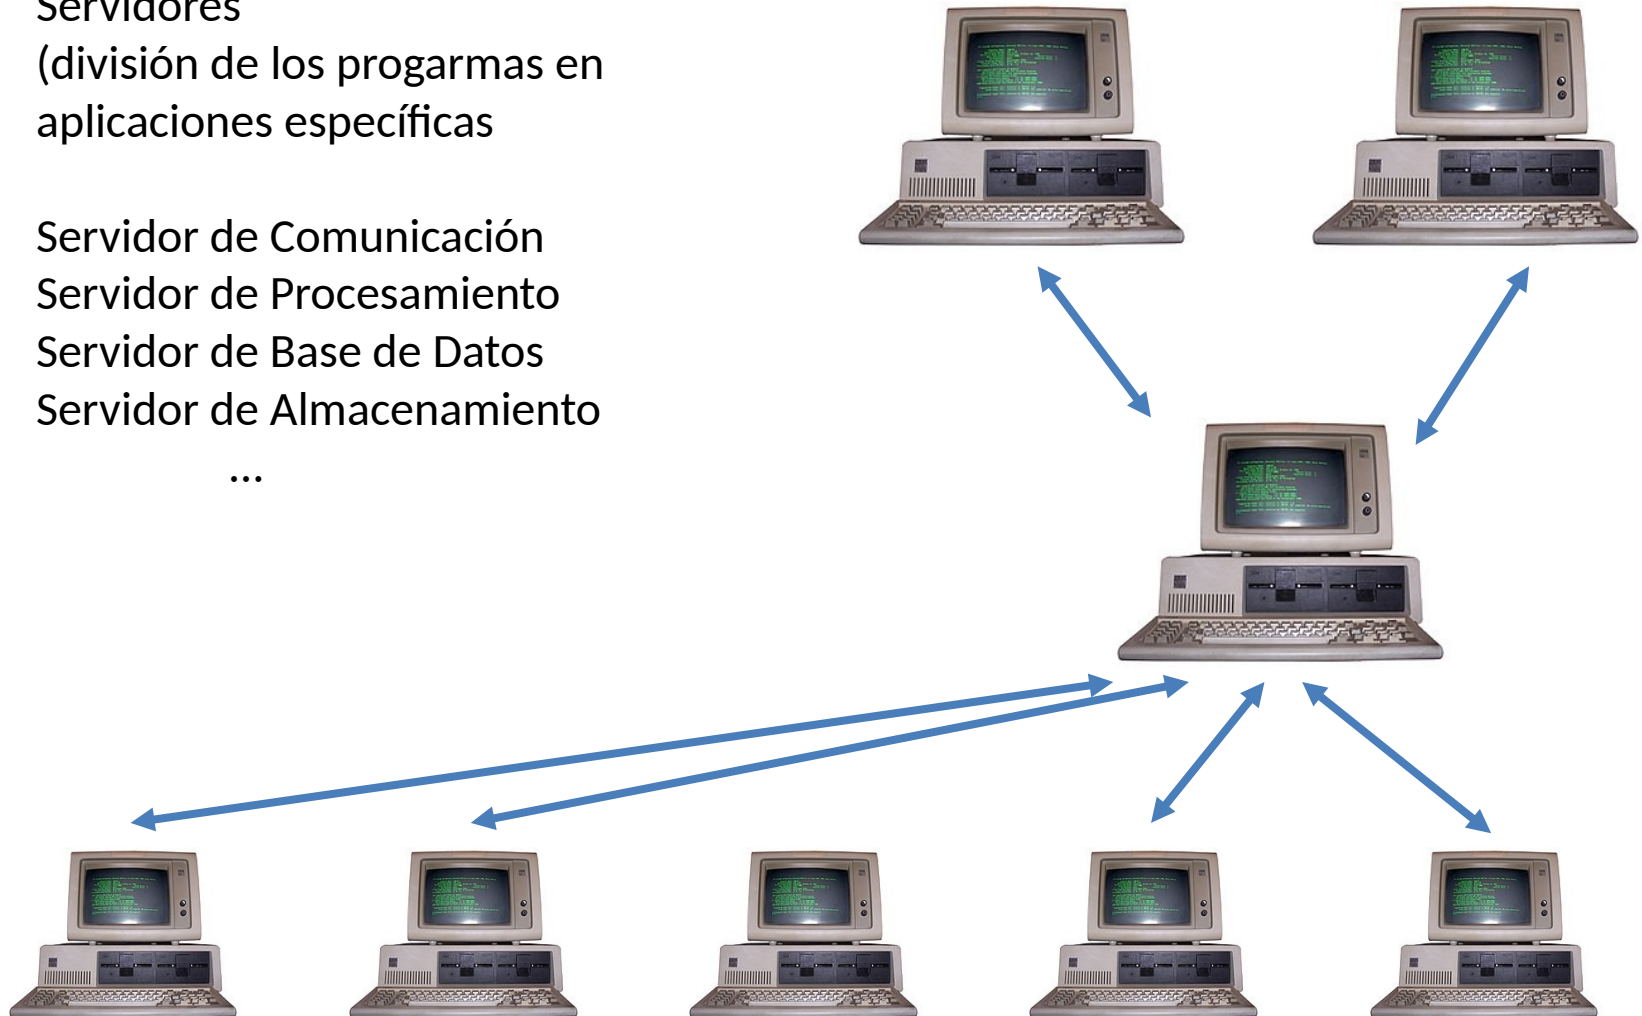 Servidores
(división de los progarmas en
aplicaciones específicas
Servidor de Comunicación
Servidor de Procesamiento
Servidor de Base de Datos
Servidor de Almacenamiento
...